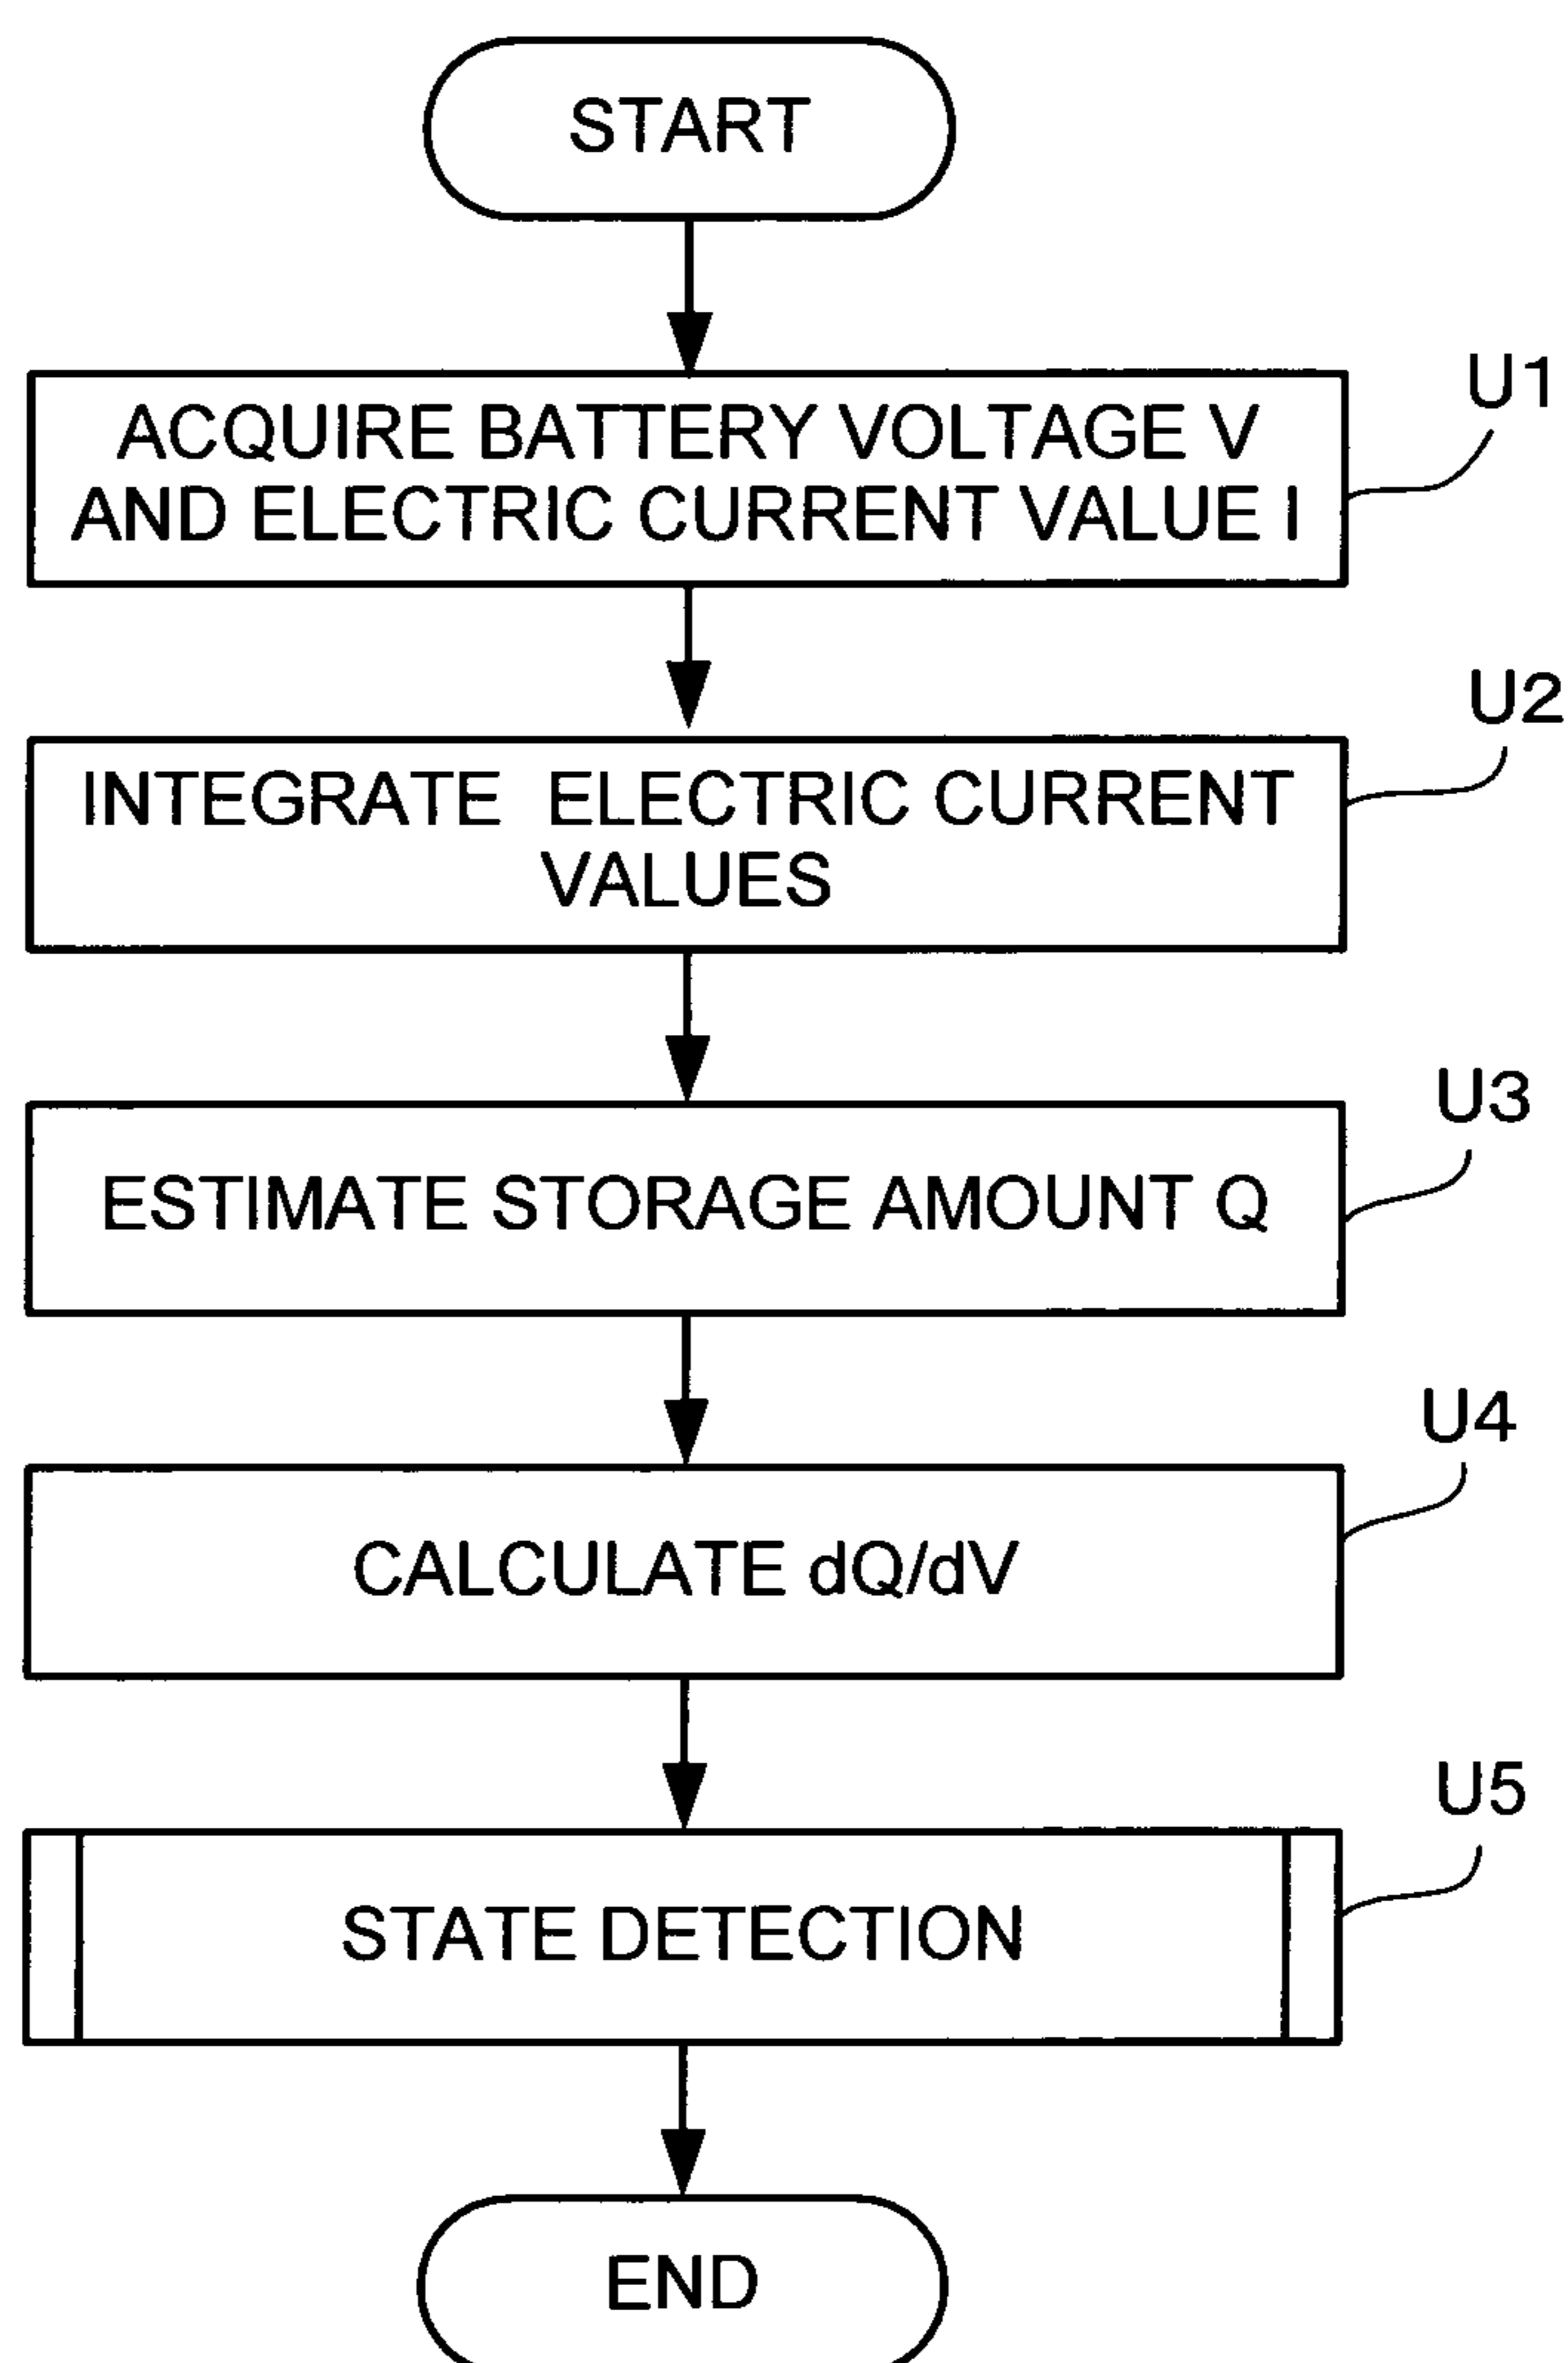 START
U1
ACQUIRE BATTERY VOLTAGE V
AND ELECTRIC CURRENT VALUE I
U2
INTEGRATE ELECTRIC CURRENT
VALUES
U3
ESTIMATE STORAGE AMOUNT Q
U4
CALCULATE dQ/dV
U5
STATE DETECTION
END